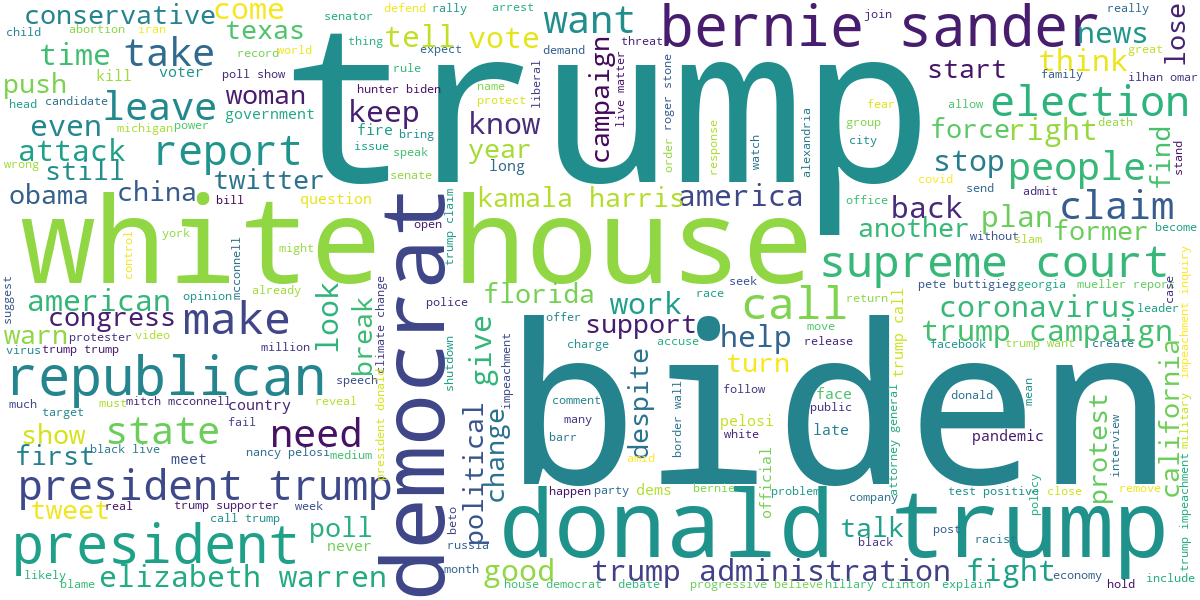 conservative
come
child
abortion
iran
defend
rally
arrest
senator
want
bernie sander
join
really
news
lose
time
take
texas
record
world
thing
tell
vote
expect
demand
threat
campaign
live matter
liberal
think
great
family
ilhan omar
start
push
kill
voter
poll show
trump
rule
hunter biden
name
protect
order roger stone
head
candidate
leave
woman
government
keep
know
fear
allow
election
even
michigan
power
fire
bring
issue
speak
year
response
watch
alexandria
group
city
force
right
death
find
stand
wrong
attack
still
report
twitter
senate
long
stop
people
covid
send
admit
obama
china
bill
question
democrat
trump claim
kamala harris
america
office
back
claim
plan
become
white house
york
control
mcconnell
might
open
another
without
slam
former
suggest
opinion
already
american
congress
protester
video
look
break
climate change
police
seek
florida
race
work
offer
support
supreme court
call
return
pete buttigieg
georgia
mueller report
case
coronavirus
leader
impeachment inquiry
warn
virus
trump trump
make
million
shutdown
give
impeachment
charge
accuse
move
release
help
trump call
trump campaign
facebook
trump want
create
republican
speech
president donald
biden
despite
turn
follow
face
public
donald
mean
california
military
much
target
must
mitch mcconnell
country
reveal
fail
comment
many
border wall
pelosi
white
late
attorney general
pandemic
protest
interview
show
state
need
black live
nancy pelosi
medium
first
meet
political
change
barr
amid
official
president trump
tweet
real
trump supporter
week
call trump
beto
happen
party
dems
bernie
problem
company
test positive
close
policy
remove
trump impeachment
president
poll
never
russia
donald trump
talk
black
post
racist
likely
blame
elizabeth warren
month
good
trump administration
fight
economy
include
house democrat
debate
progressive
believe
hillary clinton
explain
hold